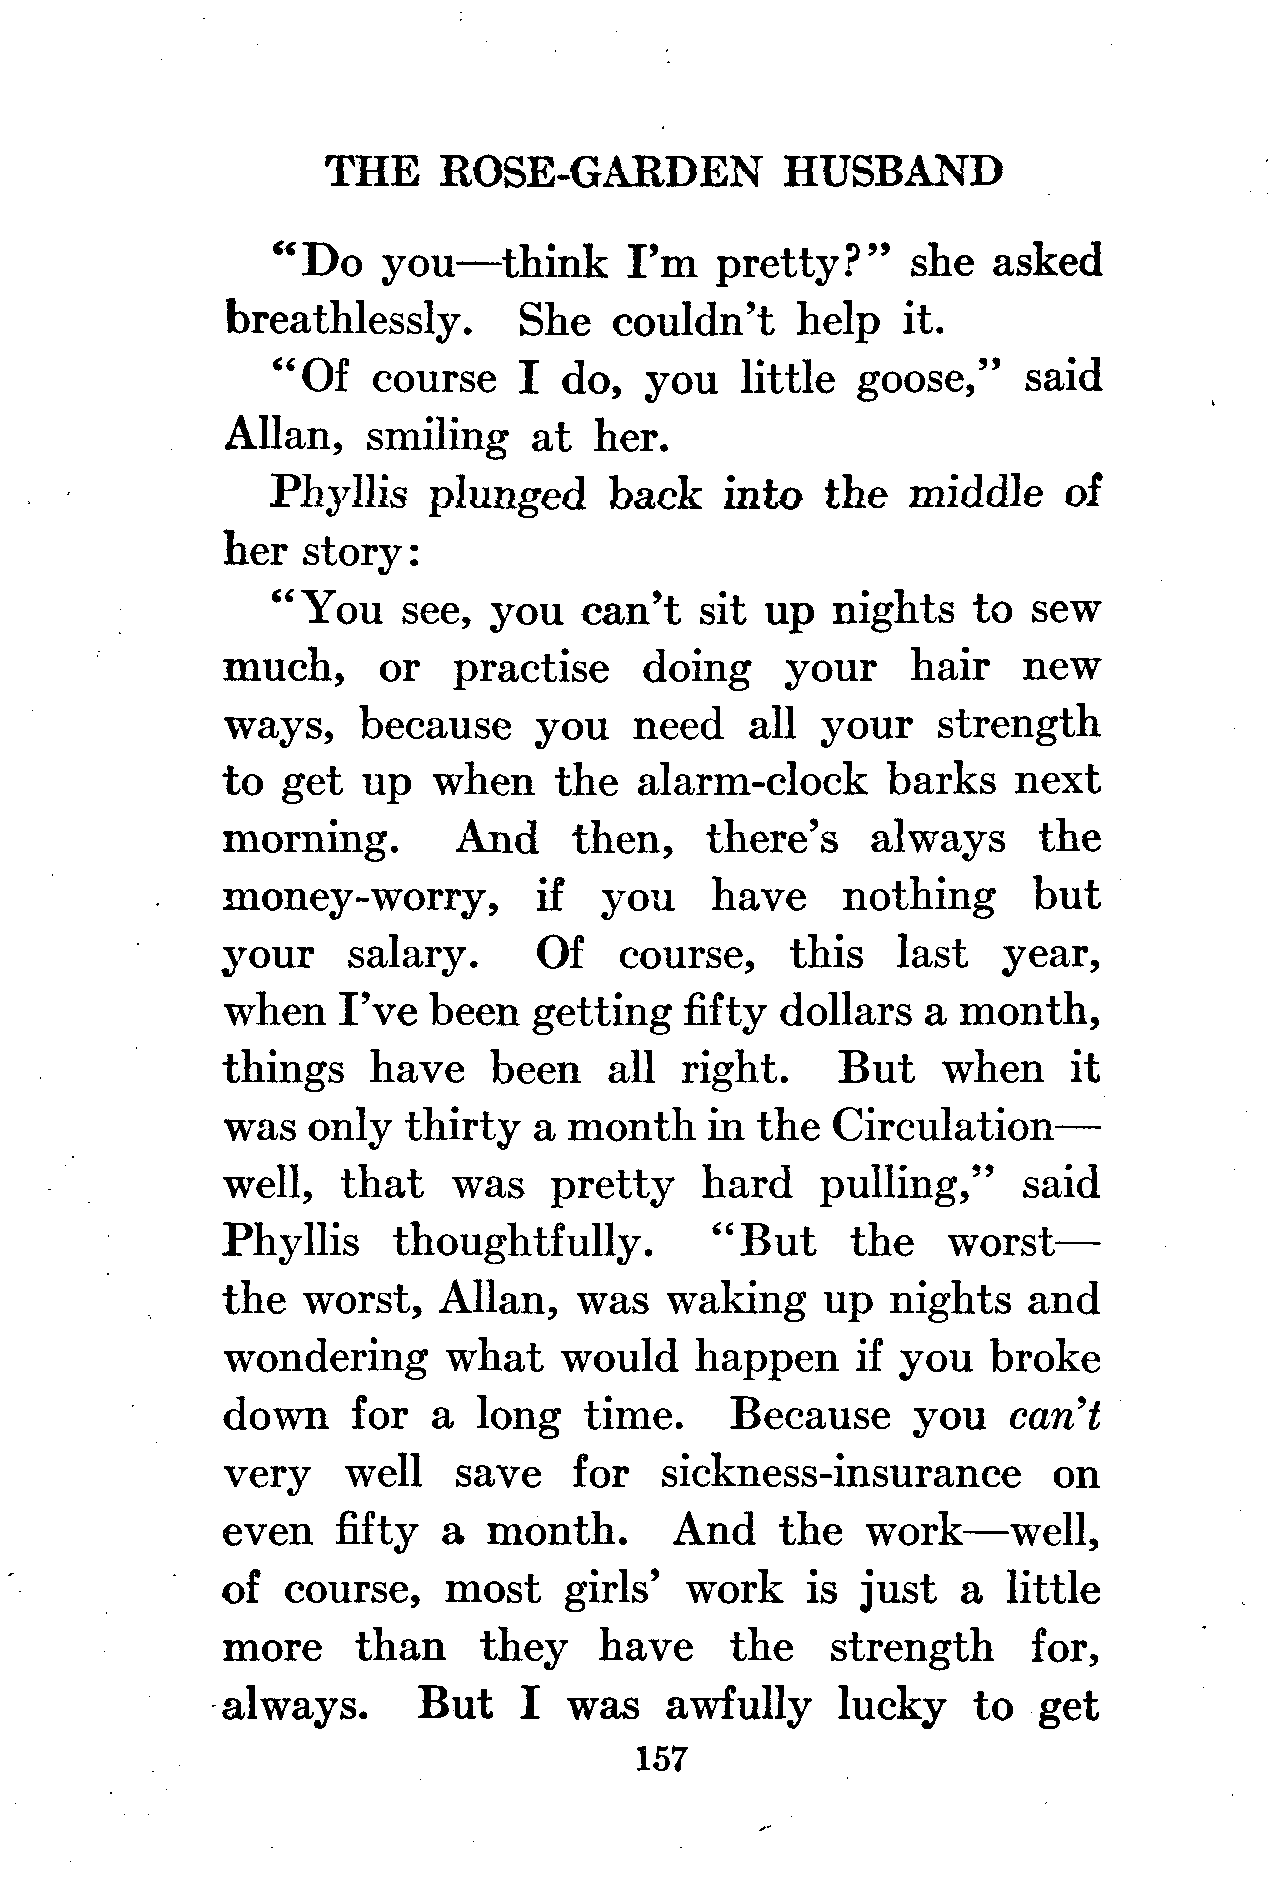 THE ROSE-GARDEN HUSBAND
“Do you—think I’m pretty?” she asked
breathlessly. She couldn’t help it.
“Of course I do, you little goose,” said
Allan, smiling at her.
Phyllis plunged back into the middle of
her story:
“You see, you can’t sit up nights to sew
much, or practise doing your hair new
ways, because you need all your strength
to get up when the alarm-clock barks next
morning. And then, there’s always the
money-worry, if you have nothing but
your salary. Of course, this last year,
when I’ve been getting fifty dollars a month,
things have been all right. But when it
was only thirty a month in the Circulation—
well, that was pretty hard pulling,” said
Phyllis thoughtfully. “But the worst—
the worst, Allan, was waking up nights and
wondering what would happen if you broke
down for a long time. Because you can’t
very well save for sickness-insurance on
even fifty a month. And the work—well,
of course, most girls’ work is just a little
more than they have the strength for,
always. But I was awfully lucky to get
157